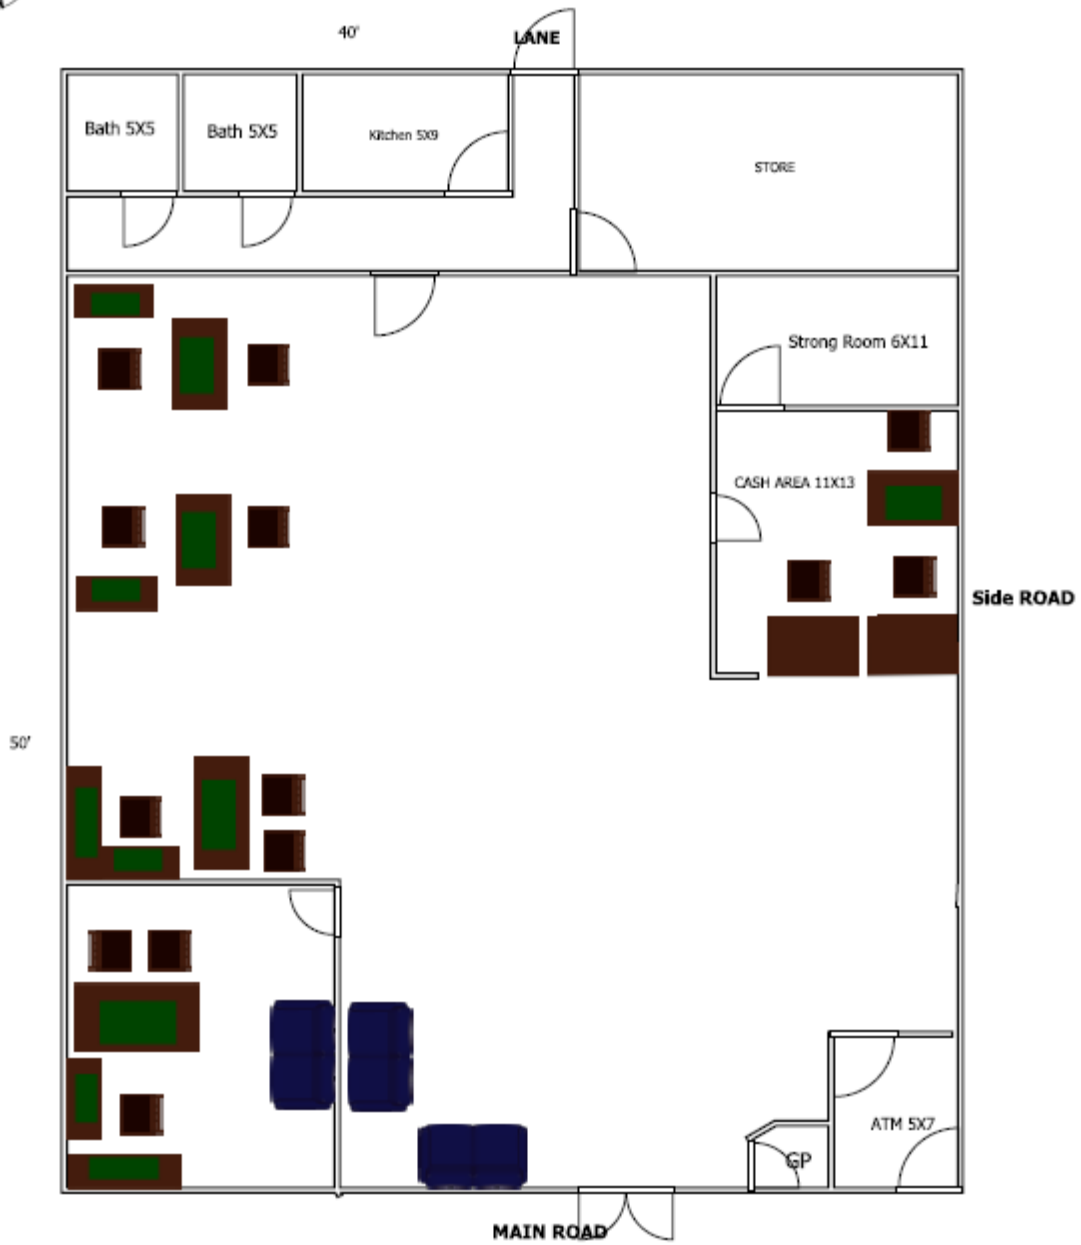 40'
LANE
Bath 5X5
Bath 5X5
Kitchen 5X9
STORE
Strong Room 6X11
CASH AREA 11X13
Side ROAD
50'
ATM 5X7
GP
MAIN ROAD